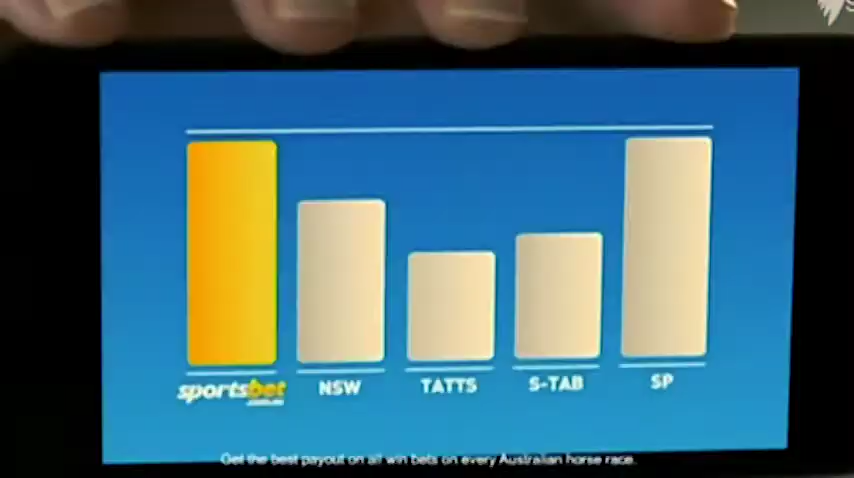 sportsbet
.com.au
NSW
TATTS
S-TAB
SP
Get the best payout on all win bets on every Australian horse race.